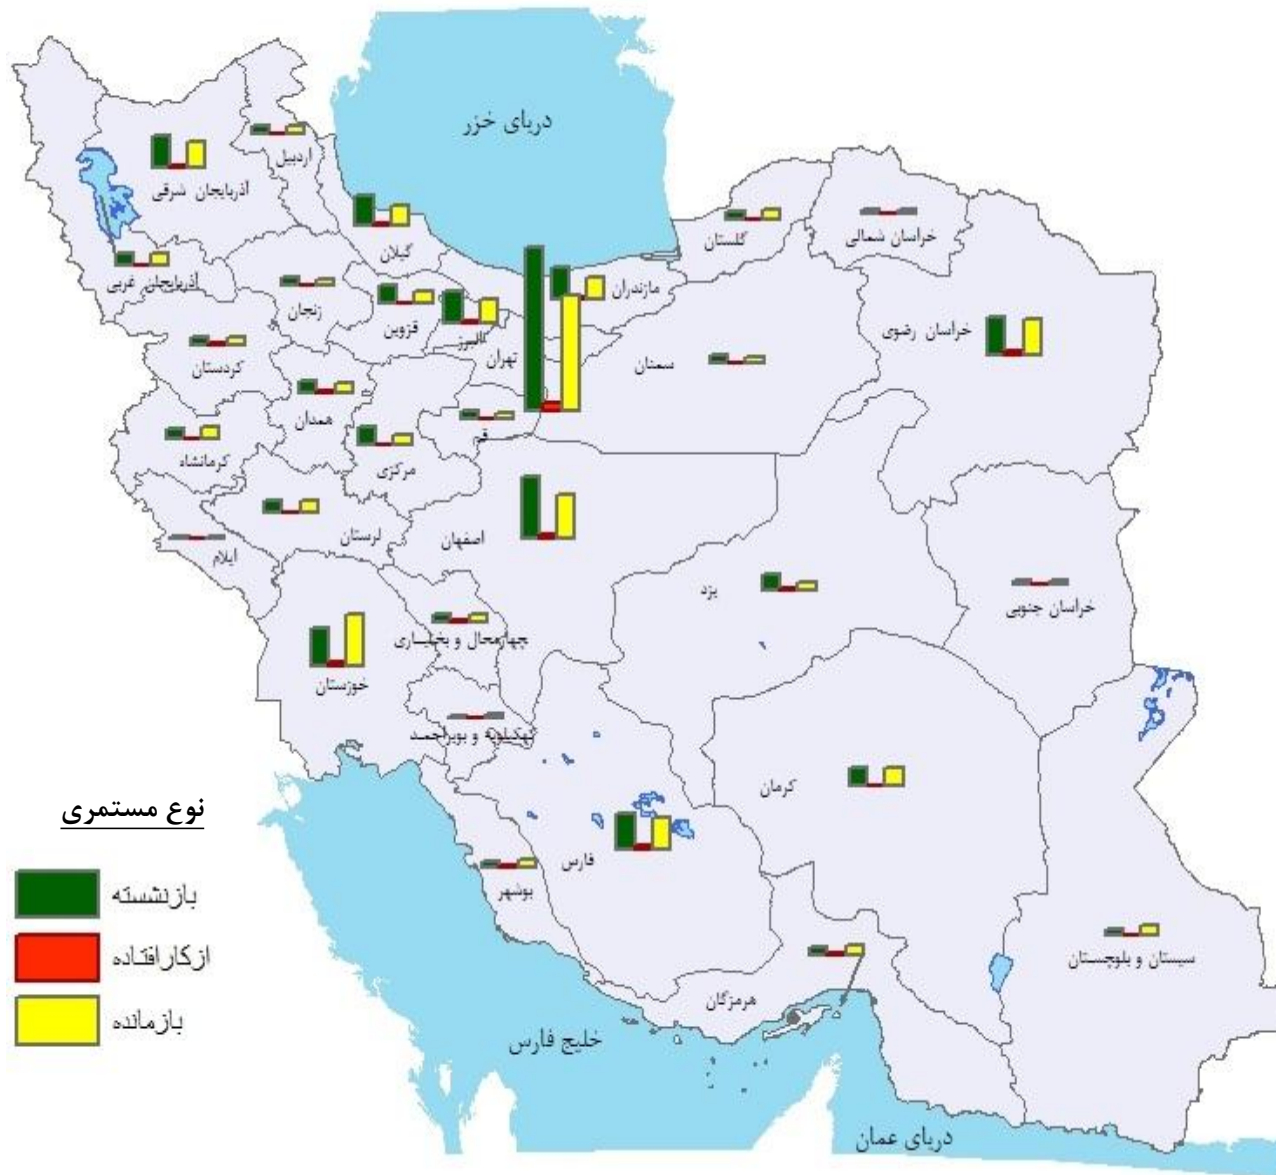 دریای خزر
اردبیل
آذربایجان شرقی
گیلان
گلستان
خراسان شمالی
آذربایجان غربی
زنجان
قزوین
البرز
مازندران
تهران
خراسان رضوی
سمنان
کردستان
همدان
قم
کرمانشاه
مرکزی
لرستان
اصفهان
ایلام
یزد
خراسان جنوبی
چهارمحال و بختیاری
خوزستان
کهکیلویه و بویراحمد
کرمان
نوع مستمری
فارس
بازنشسته
بوشهر
ازکارافتاده
سیستان و بلوچستان
هرمزگان
بازمانده
خلیج فارس
دریای عمان